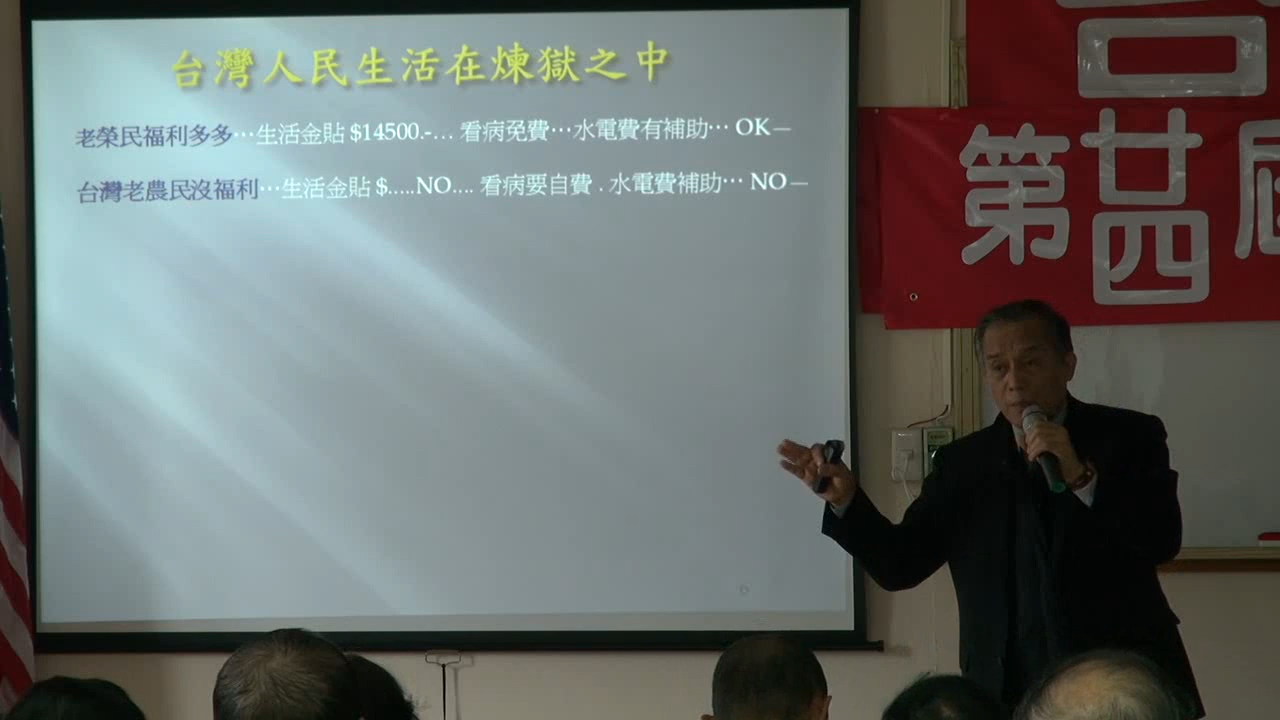 台灣人民生活在煉獄之中
老榮民福利多多…生活金貼 $14500.-… 看病免費…水電費有補助… OK—
台灣老農民沒福利…生活金貼 $.....NO.... 看病要自費 . 水電費補助… NO—
6
第廿四屆